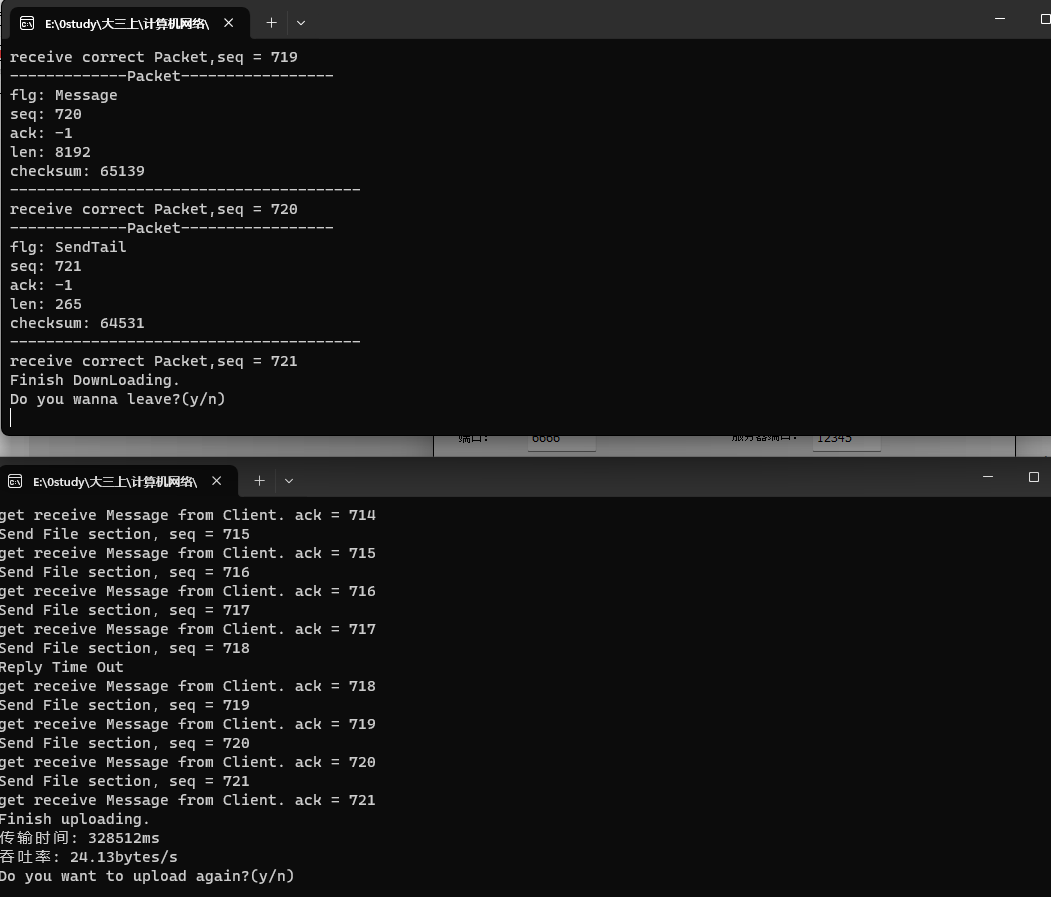 E:\0study\大三上\计算机网络\
receive correct Packet,seq = 719
-------------Packet-----------------
flg: Message
seq: 720
ack: -1
len: 8192
checksum: 65139
---------------------------------------
receive correct Packet,seq = 720
-------------Packet-----------------
flg: SendTail
seq: 721
ack: -1
len: 265
checksum: 64531
---------------------------------------
receive correct Packet,seq = 721
Finish DownLoading.
Do you wanna leave?(y/n)
端口: 6666 服务器端口: 12345
E:\0study\大三上\计算机网络\
get receive Message from Client. ack = 714
Send File section, seq = 715
get receive Message from Client. ack = 715
Send File section, seq = 716
get receive Message from Client. ack = 716
Send File section, seq = 717
get receive Message from Client. ack = 717
Send File section, seq = 718
Reply Time Out
get receive Message from Client. ack = 718
Send File section, seq = 719
get receive Message from Client. ack = 719
Send File section, seq = 720
get receive Message from Client. ack = 720
Send File section, seq = 721
get receive Message from Client. ack = 721
Finish uploading.
传输时间: 328512ms
吞吐率: 24.13bytes/s
Do you want to upload again?(y/n)